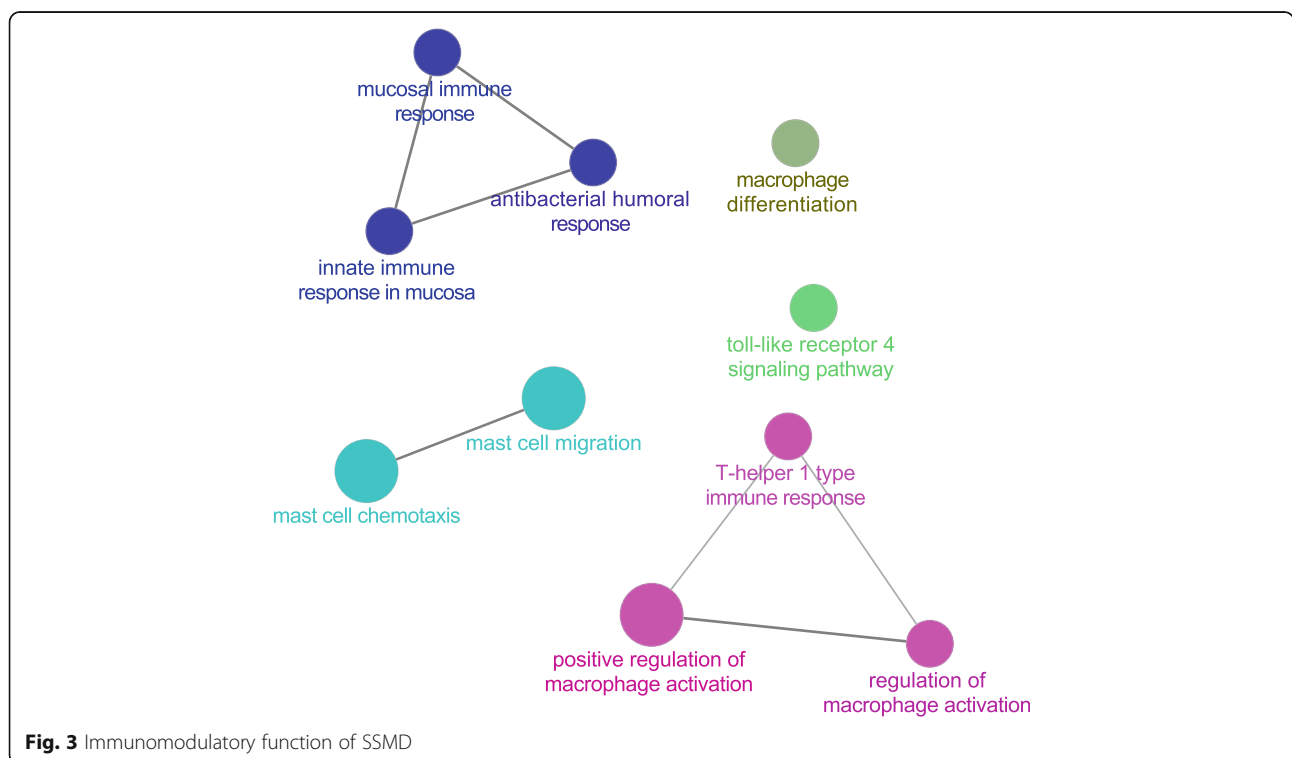 mucosal immune
response
antibacterial humoral
response
innate immune
response in mucosa
macrophage
differentiation
toll-like receptor 4
signaling pathway
mast cell migration
mast cell chemotaxis
T-helper 1 type
immune response
positive regulation of
macrophage activation
regulation of
macrophage activation
Fig. 3 Immunomodulatory function of SSMD